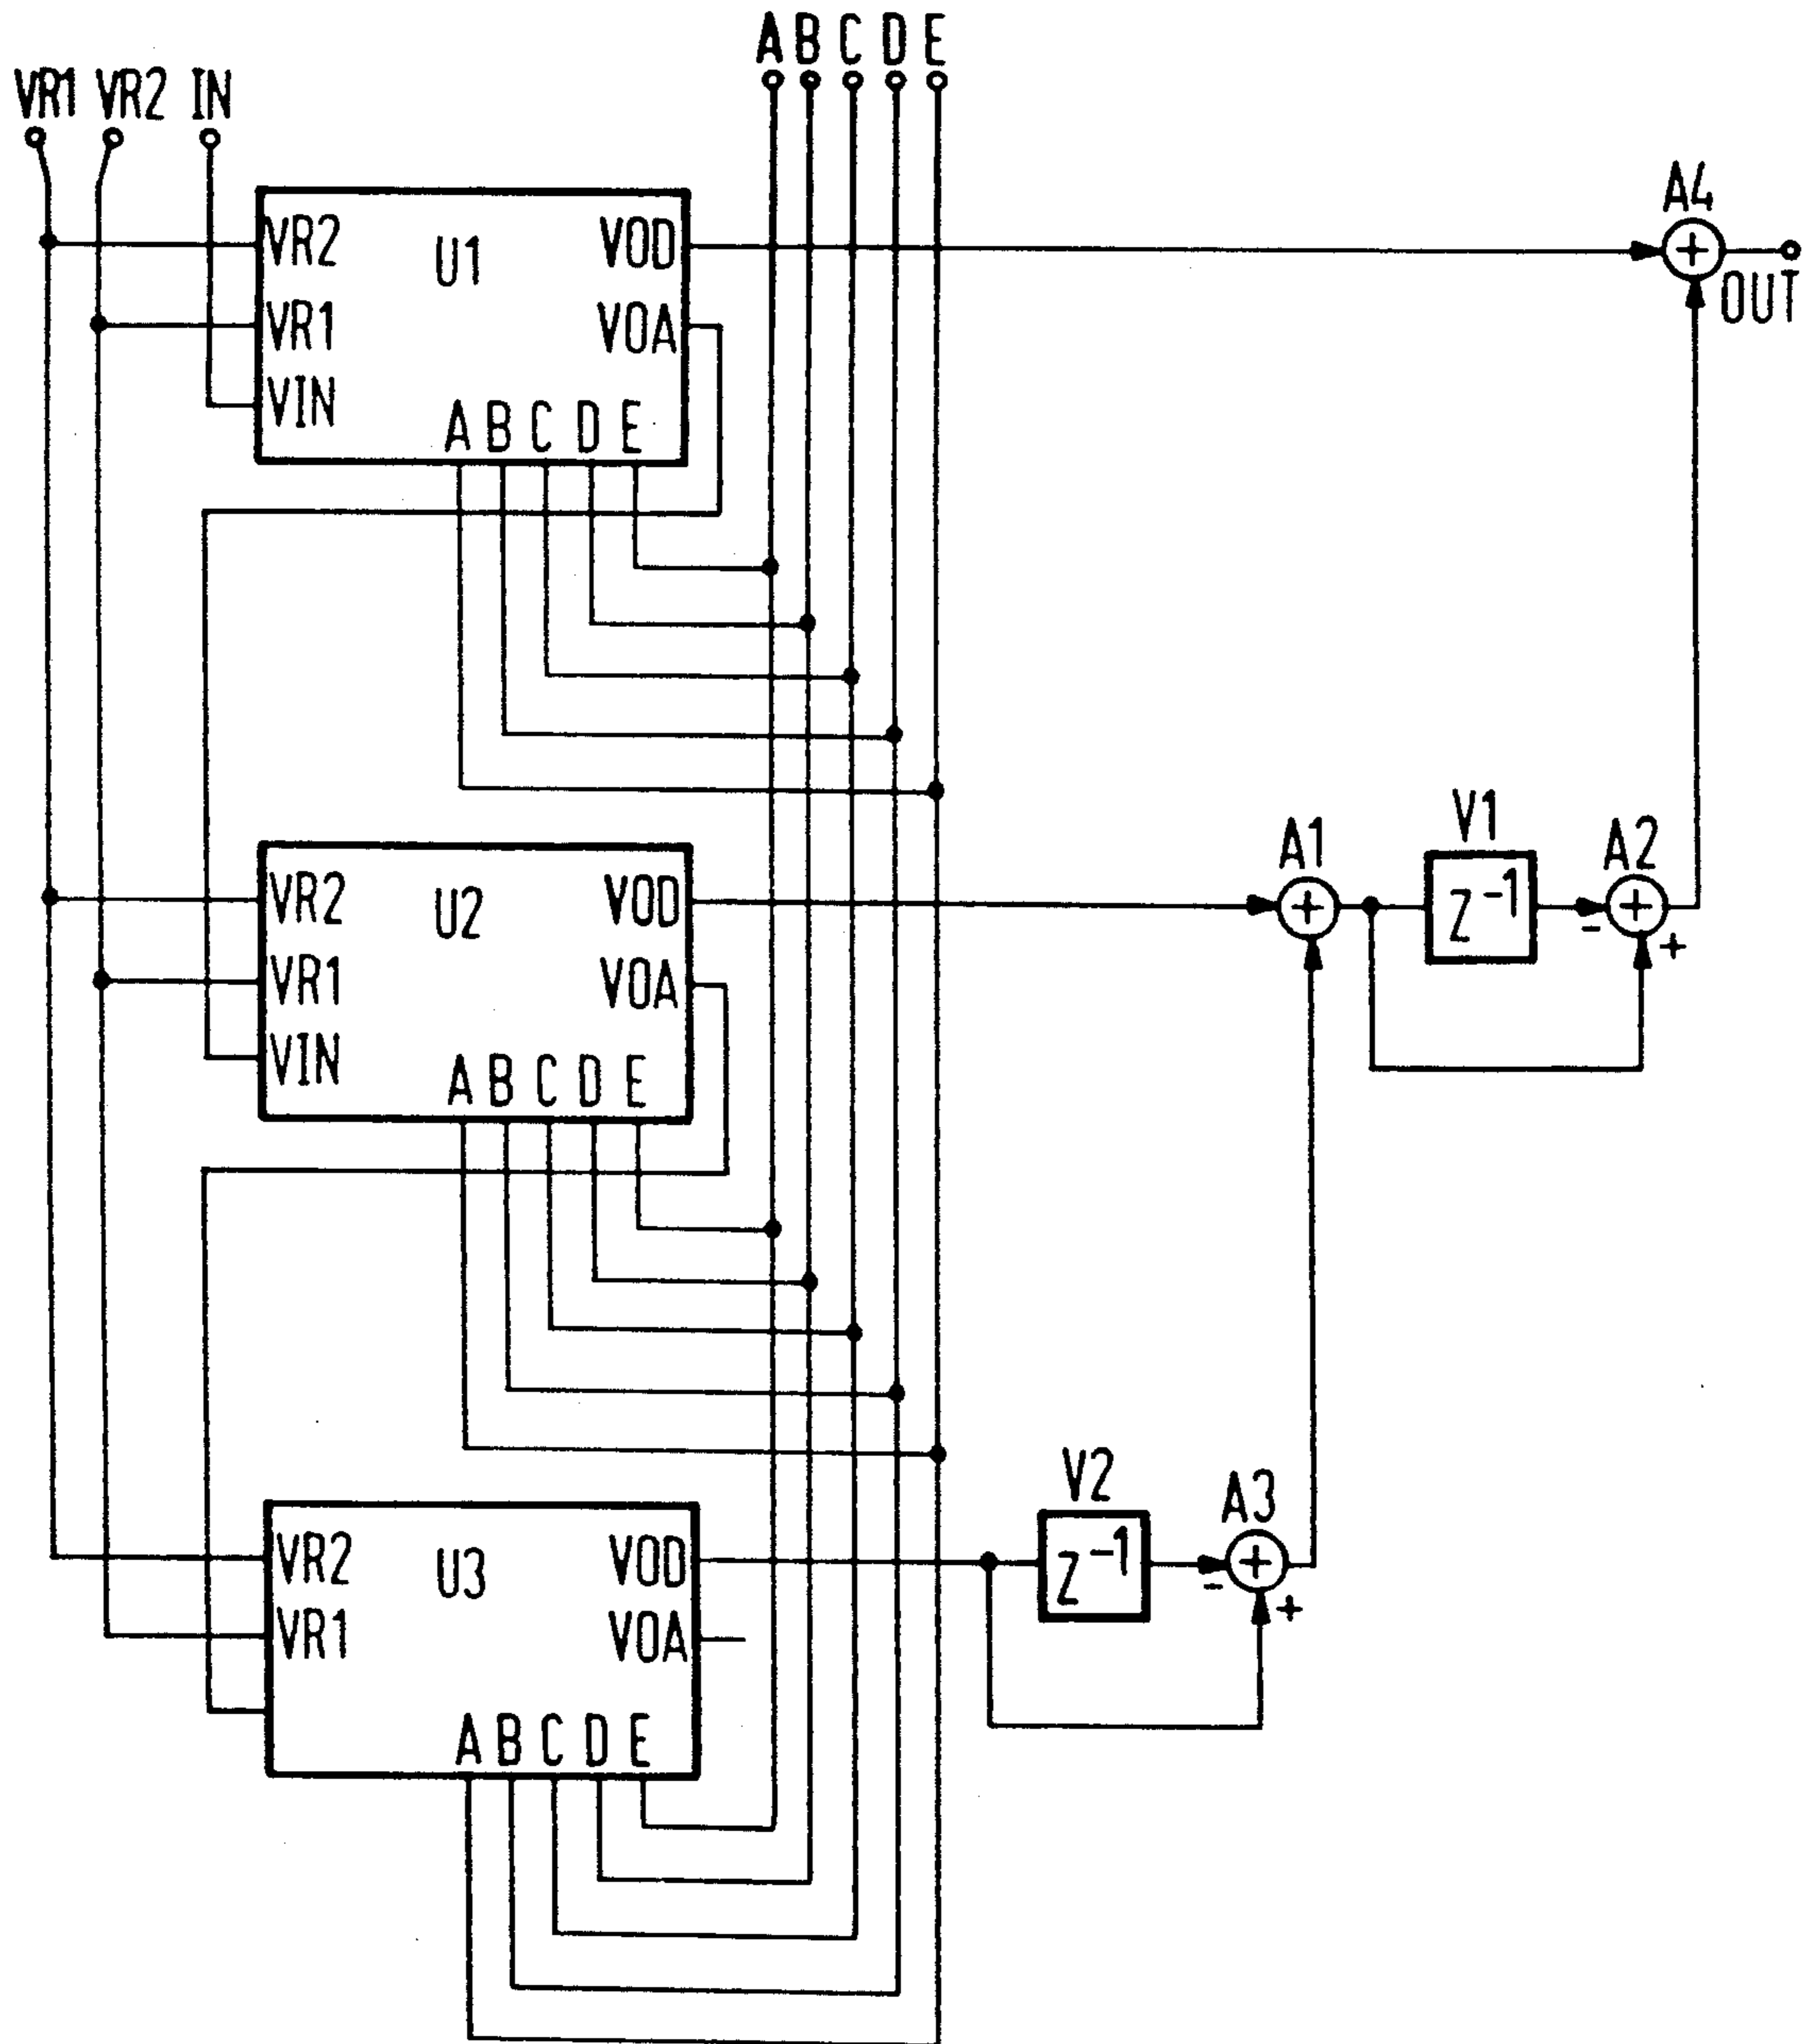 A B C D E
VR1 VR2 IN
A4
VR2 U1 VOD
OUT
VR1 VOA
VIN
A B C D E
V1
A1 A2
VR2 U2 VOD
+ Z⁻¹ +
- +
VR1 VOA
VIN
A B C D E
V2
A3
VR2 U3 VOD
Z⁻¹ +
- +
VR1 VOA
A B C D E